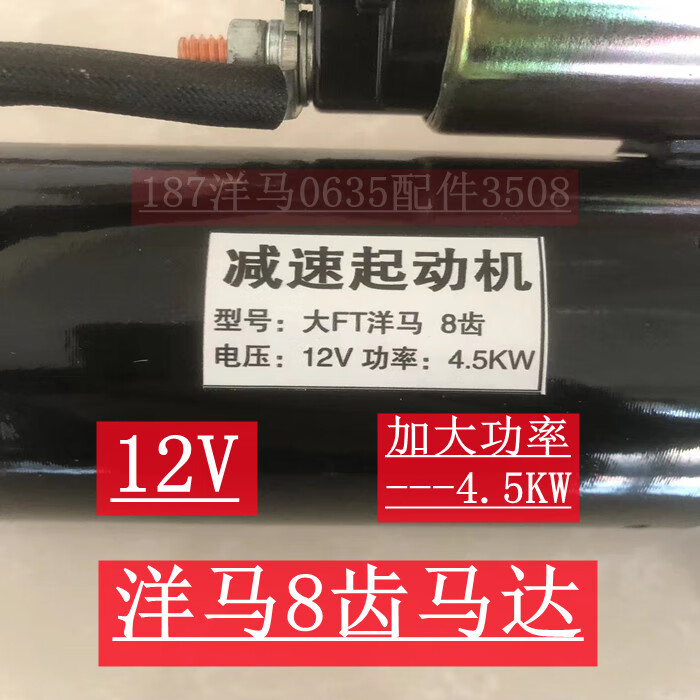 187洋马0635配件3508
减速起动机
型号：大FT洋马 8齿
电压：12V 功率：4.5KW
12V
加大功率
---4.5KW
洋马8齿马达